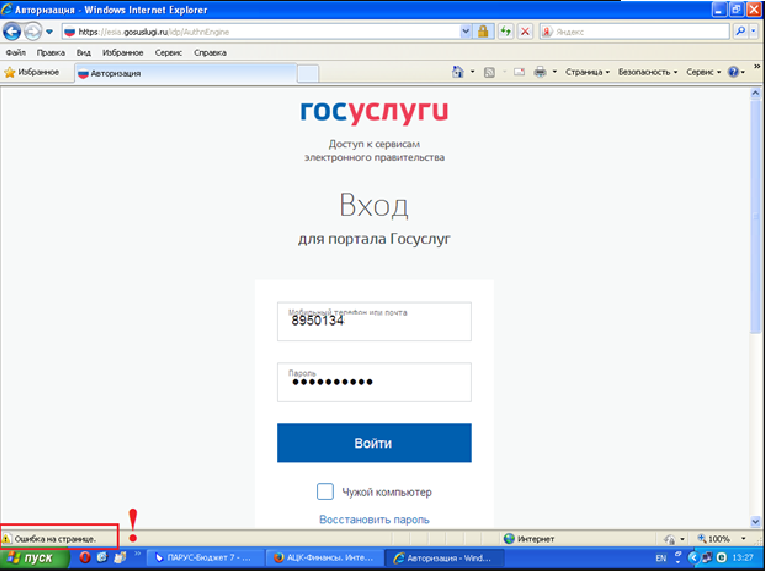 Авторизация - Windows Internet Explorer
https://esia.gosuslugi.ru/idp/AuthnEngine
Яндекс
Файл Правка Вид Избранное Сервис Справка
Избранное Авторизация Страница Безопасность Сервис
госуслуги
Доступ к сервисам
электронного правительства
Вход
для портала Госуслуг
Мобильный телефон или почта
8950134
Пароль
••••••••••
Войти
Чужой компьютер
Восстановить пароль
!
Ошибка на странице. Интернет 100%
пуск ПАРУС-Бюджет 7 - ... АЦК-Финансы. Инте... Авторизация - Wind... EN 13:27